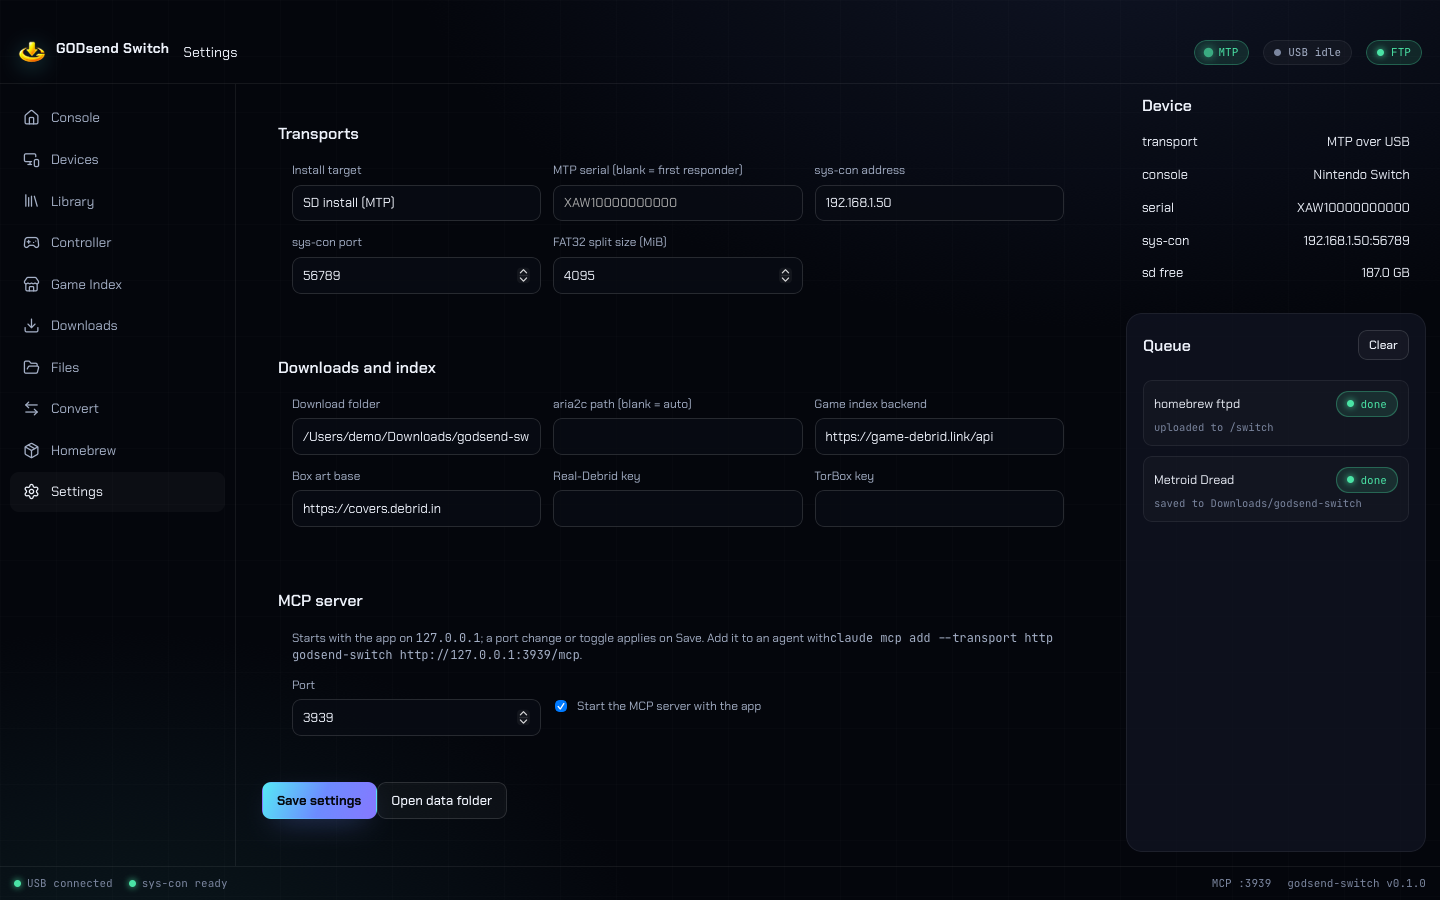 GODsend Switch
Settings
MTP
USB idle
FTP
Console
Devices
Library
Controller
Game Index
Downloads
Files
Convert
Homebrew
Settings
Transports
Install target
MTP serial (blank = first responder)
sys-con address
SD install (MTP)
XAW10000000000
192.168.1.50
sys-con port
FAT32 split size (MiB)
56789
4095
Downloads and index
Download folder
aria2c path (blank = auto)
Game index backend
/Users/demo/Downloads/godsend-sw
https://game-debrid.link/api
Box art base
Real-Debrid key
TorBox key
https://covers.debrid.in
MCP server
Starts with the app on 127.0.0.1; a port change or toggle applies on Save. Add it to an agent withclaude mcp add --transport http
godsend-switch http://127.0.0.1:3939/mcp.
Port
3939
Start the MCP server with the app
Save settings
Open data folder
Device
transport
MTP over USB
console
Nintendo Switch
serial
XAW10000000000
sys-con
192.168.1.50:56789
sd free
187.0 GB
Queue
Clear
homebrew ftpd
done
uploaded to /switch
Metroid Dread
done
saved to Downloads/godsend-switch
USB connected
sys-con ready
MCP :3939
godsend-switch v0.1.0